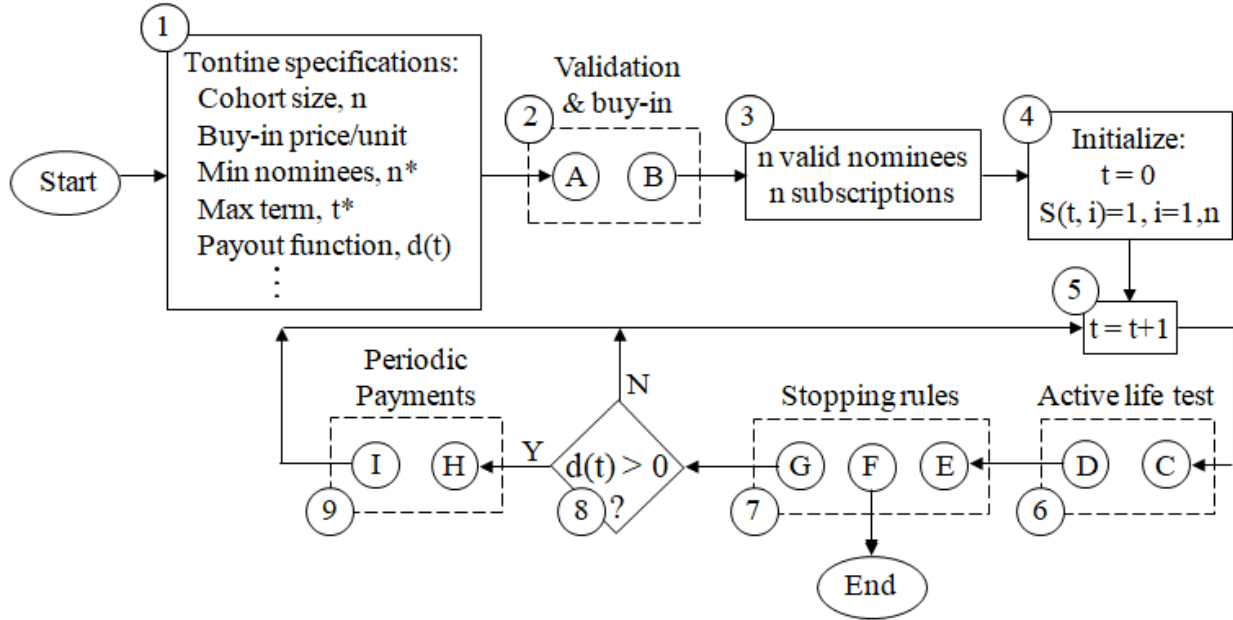 1
Tontine specifications:
Cohort size, n
Buy-in price/unit
Min nominees, n*
Max term, t*
Payout function, d(t)
⋮
Start
Validation
& buy-in
2
A
B
3
n valid nominees
n subscriptions
4
Initialize:
t = 0
S(t, i)=1, i=1,n
5
t = t+1
Active life test
C
D
6
Stopping rules
E
F
G
7
End
d(t) > 0
?
8
N
Y
Periodic
Payments
H
I
9